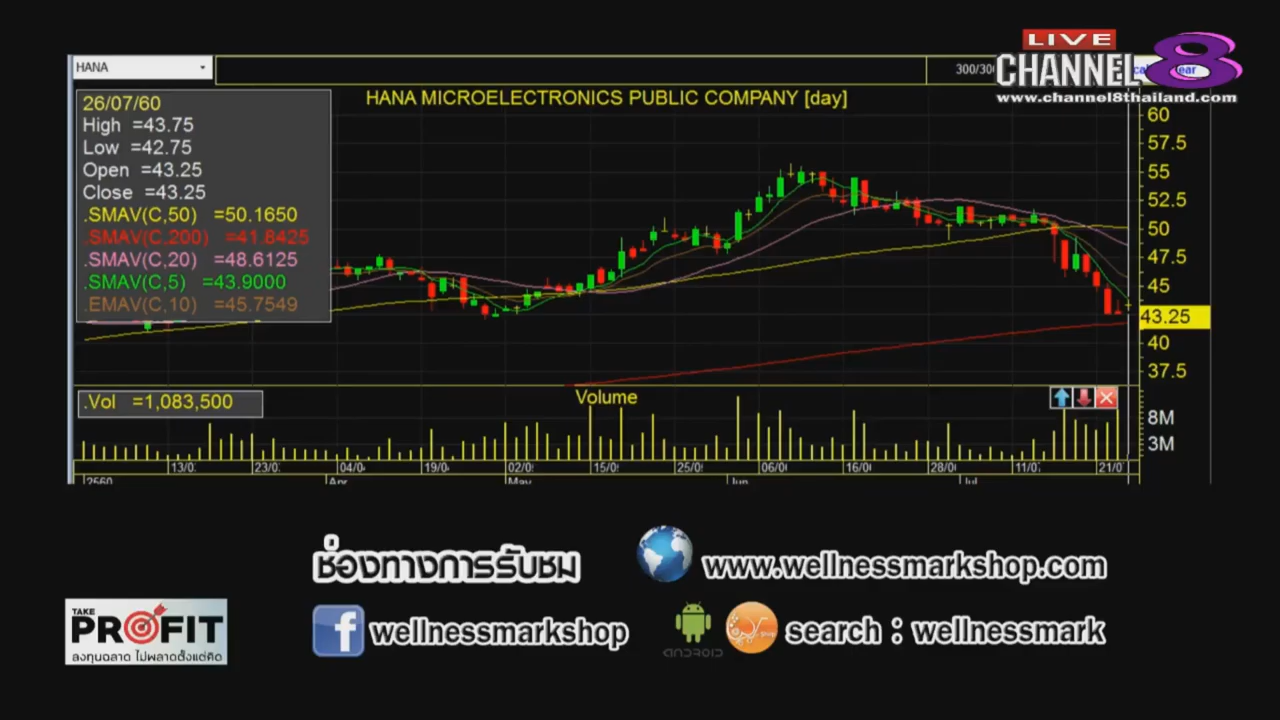 LIVE
CHANNEL 8
www.channel8thailand.com
HANA
300/300
HANA MICROELECTRONICS PUBLIC COMPANY [day]
26/07/60
High =43.75
Low =42.75
Open =43.25
Close =43.25
.SMAV(C,50) =50.1650
.SMAV(C,200) =41.8425
.SMAV(C,20) =48.6125
.SMAV(C,5) =43.9000
.EMAV(C,10) =45.7549
60
57.5
55
52.5
50
47.5
45
43.25
40
37.5
.Vol =1,083,500
Volume
8M
3M
13/0 23/0 04/0 19/0 02/0 15/0 25/0 06/0 16/0 28/0 11/0 21/0
2560 Apr May Jun Jul
ช่องทางการรับชม
www.wellnessmarkshop.com
wellnessmarkshop
ANDROID
search : wellnessmark
TAKE
PROFIT
ลงทุนฉลาด ไม่พลาดตั้งแต่คิด